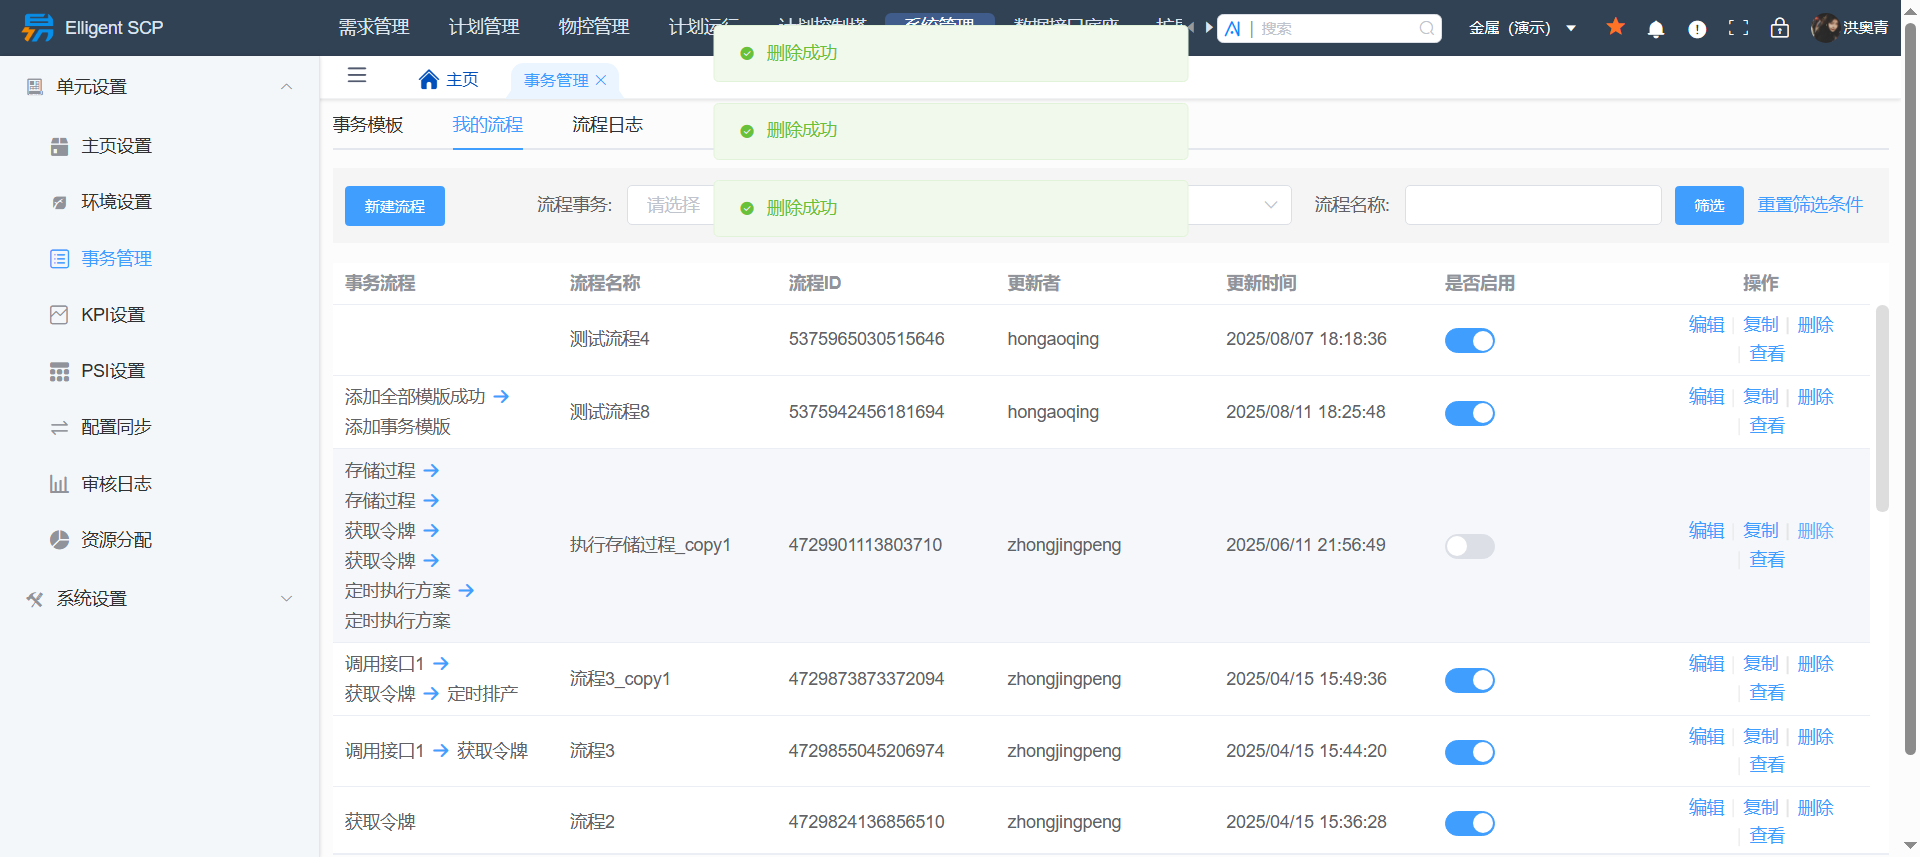 Elligent SCP
需求管理
计划管理
物控管理
计划运行
计划控制塔
系统管理
数据接口底座
搜索
金属（演示）
洪奥青
删除成功
删除成功
删除成功
单元设置
主页设置
环境设置
事务管理
KPI设置
PSI设置
配置同步
审核日志
资源分配
系统设置
主页
事务管理
事务模板
我的流程
流程日志
新建流程
流程事务:
请选择
流程名称:
筛选
重置筛选条件
事务流程 流程名称 流程ID 更新者 更新时间 是否启用 操作
测试流程4 5375965030515646 hongaoqing 2025/08/07 18:18:36 编辑 复制 删除
查看
添加全部模版成功 →
添加事务模版
测试流程8 5375942456181694 hongaoqing 2025/08/11 18:25:48 编辑 复制 删除
查看
存储过程 →
存储过程 →
获取令牌 →
获取令牌 →
定时执行方案 →
定时执行方案
执行存储过程_copy1 4729901113803710 zhongjingpeng 2025/06/11 21:56:49 编辑 复制 删除
查看
调用接口1 →
获取令牌 → 定时排产
流程3_copy1 4729873873372094 zhongjingpeng 2025/04/15 15:49:36 编辑 复制 删除
查看
调用接口1 → 获取令牌 流程3 4729855045206974 zhongjingpeng 2025/04/15 15:44:20 编辑 复制 删除
查看
获取令牌 流程2 4729824136856510 zhongjingpeng 2025/04/15 15:36:28 编辑 复制 删除
查看